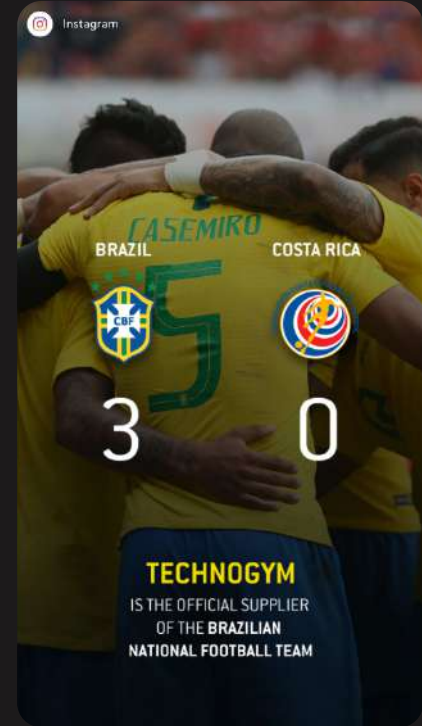 Instagram
CASEMIRO
BRAZIL
COSTA RICA
CBF
5
3
0
TECHNOGYM
IS THE OFFICIAL SUPPLIER
OF THE BRAZILIAN
NATIONAL FOOTBALL TEAM